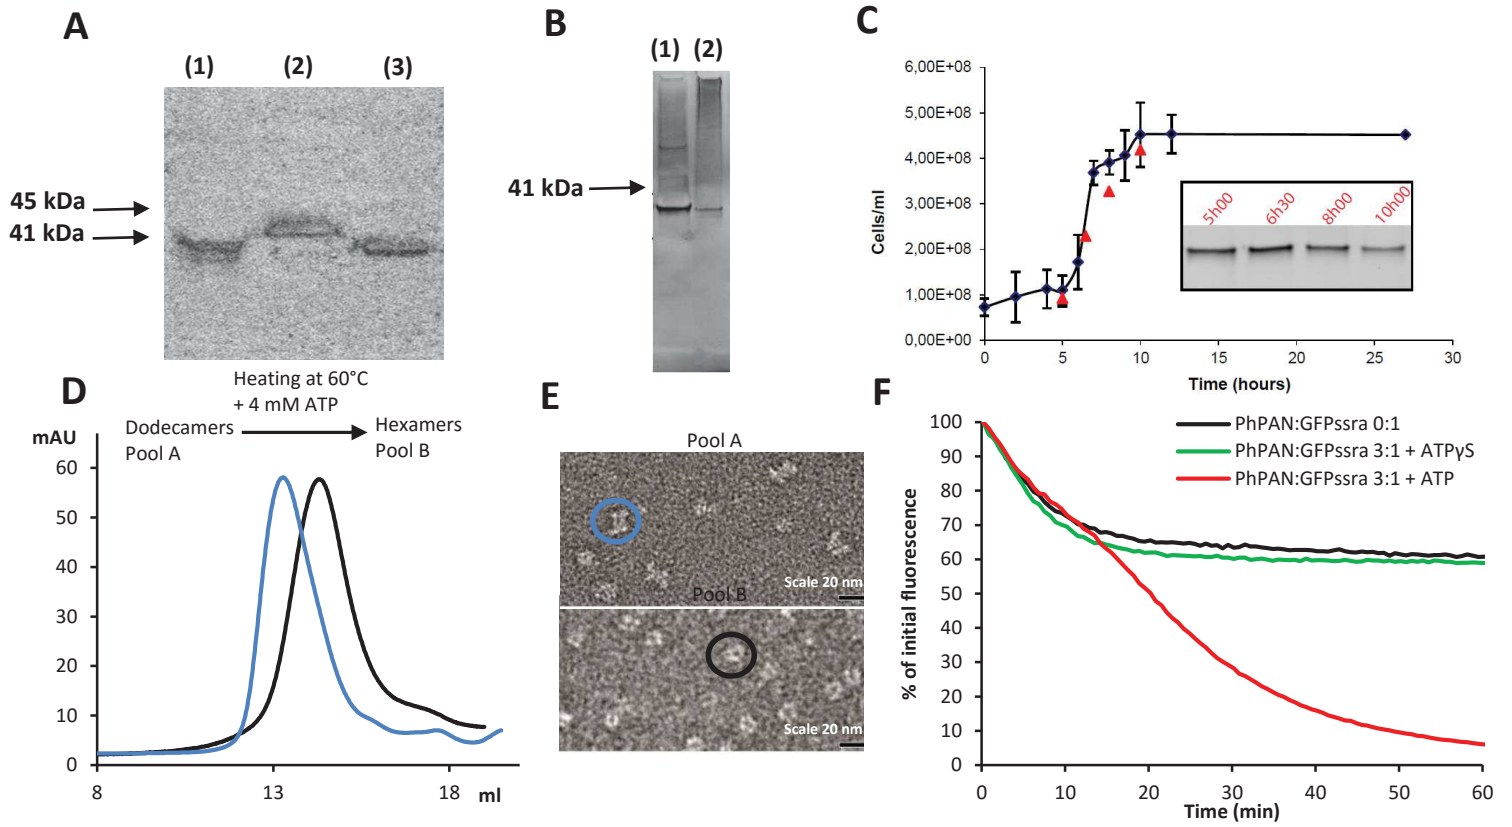 A
(1)
(2)
(3)
45 kDa
41 kDa
B
(1) (2)
41 kDa
C
6,00E+08
5,00E+08
4,00E+08
3,00E+08
2,00E+08
1,00E+08
0,00E+00
Cells/ml
0
5
10
15
20
25
30
Time (hours)
5h00
6h30
8h00
10h00
D
Heating at 60°C
+ 4 mM ATP
Dodecamers
Pool A
Hexamers
Pool B
mAU
60
50
40
30
20
10
0
8
13
18
ml
E
Pool A
Scale 20 nm
Pool B
Scale 20 nm
F
PhPAN:GFPssra 0:1
PhPAN:GFPssra 3:1 + ATPγS
PhPAN:GFPssra 3:1 + ATP
% of initial fluorescence
100
90
80
70
60
50
40
30
20
10
0
0
10
20
30
40
50
60
Time (min)